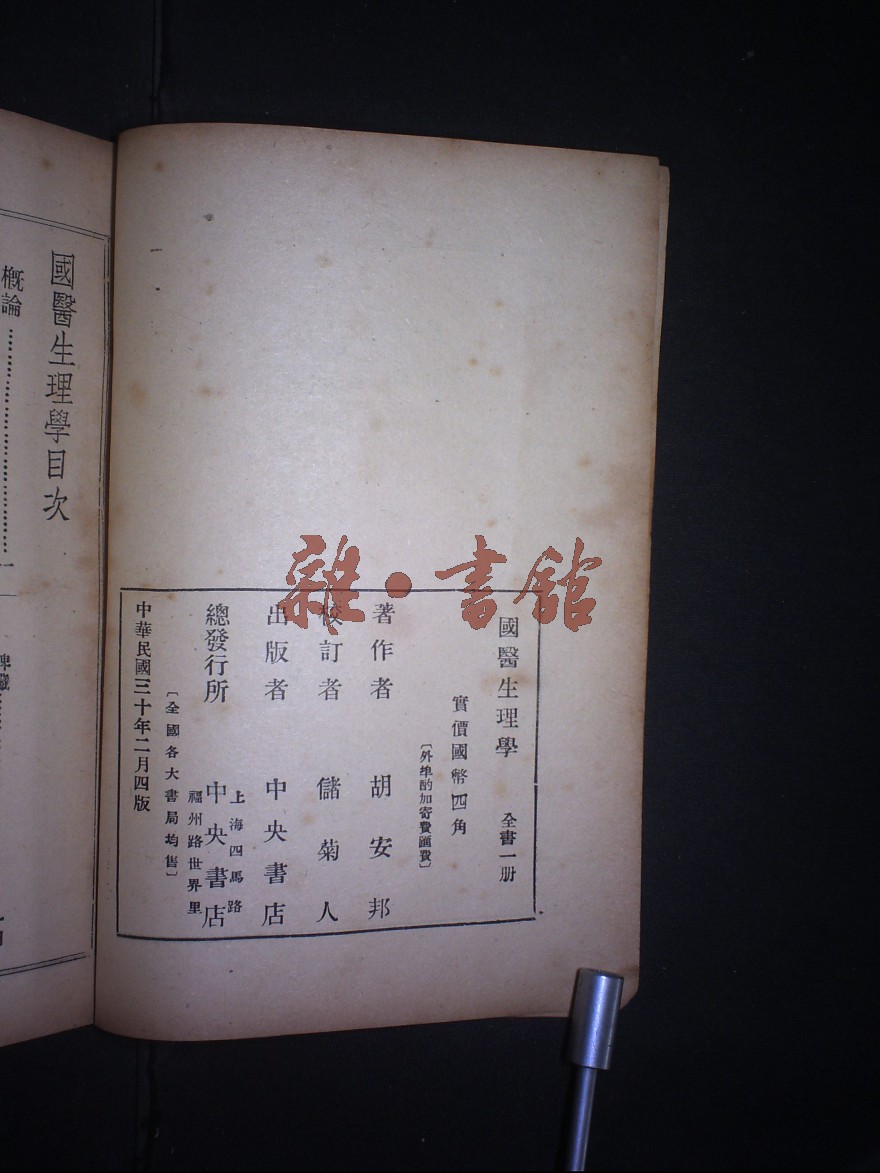 國醫生理學 全書一册
實價國幣四角
〔外埠酌加寄費匯費〕
著作者 胡安邦
校訂者 儲菊人
出版者 中央書店
總發行所 上海四馬路 中央書店 福州路世界里
〔全國各大書局均售〕
中華民國三十年二月四版
國醫生理學目次
概論……………………一
雜·書館